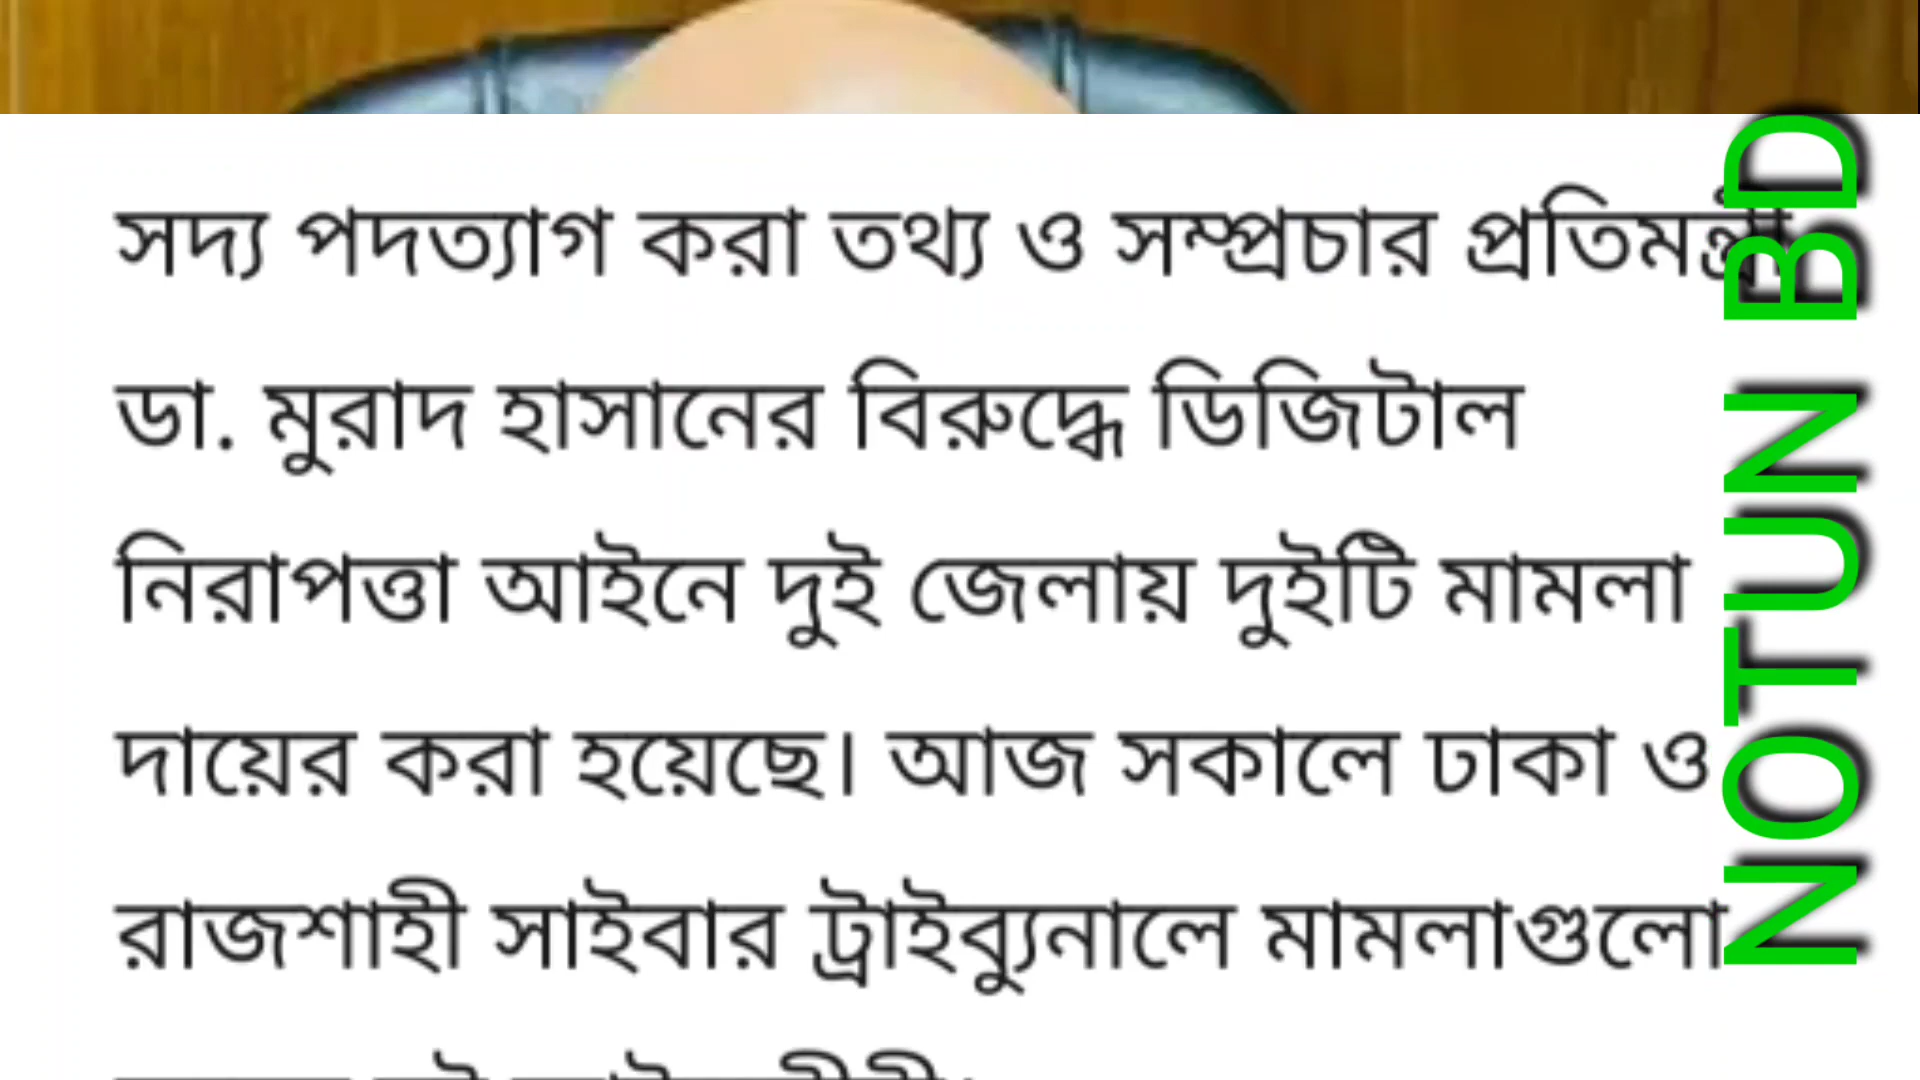 সদ্য পদত্যাগ করা তথ্য ও সম্প্রচার প্রতিমন্ত্রী
ডা. মুরাদ হাসানের বিরুদ্ধে ডিজিটাল
নিরাপত্তা আইনে দুই জেলায় দুইটি মামলা
দায়ের করা হয়েছে। আজ সকালে ঢাকা ও
রাজশাহী সাইবার ট্রাইব্যুনালে মামলাগুলো
NOTUN BD